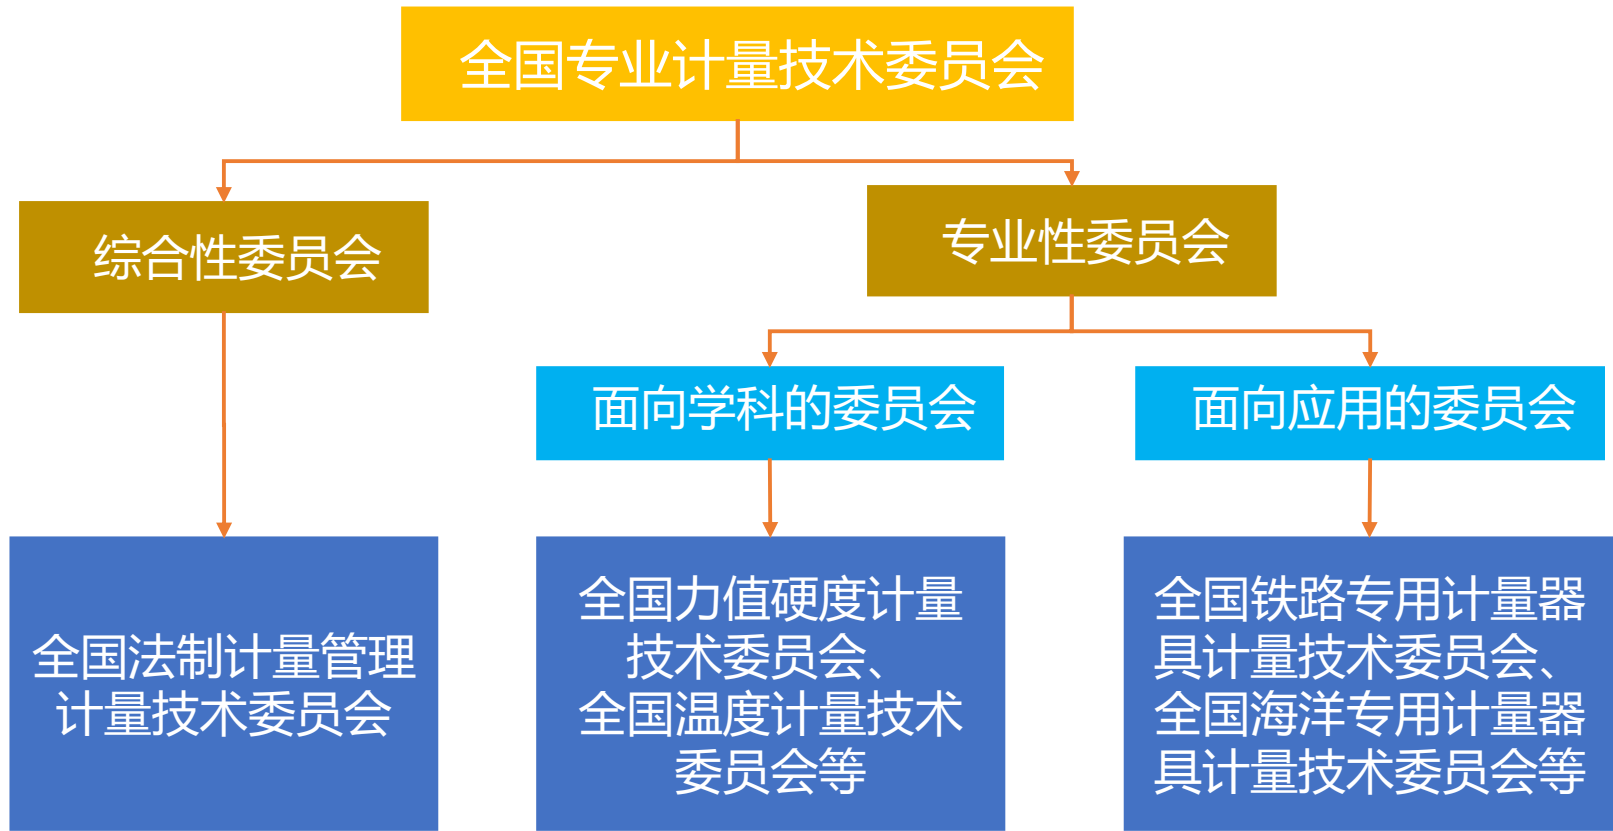 全国专业计量技术委员会
综合性委员会
专业性委员会
面向学科的委员会
面向应用的委员会
全国法制计量管理
计量技术委员会
全国力值硬度计量
技术委员会、
全国温度计量技术
委员会等
全国铁路专用计量器
具计量技术委员会、
全国海洋专用计量器
具计量技术委员会等